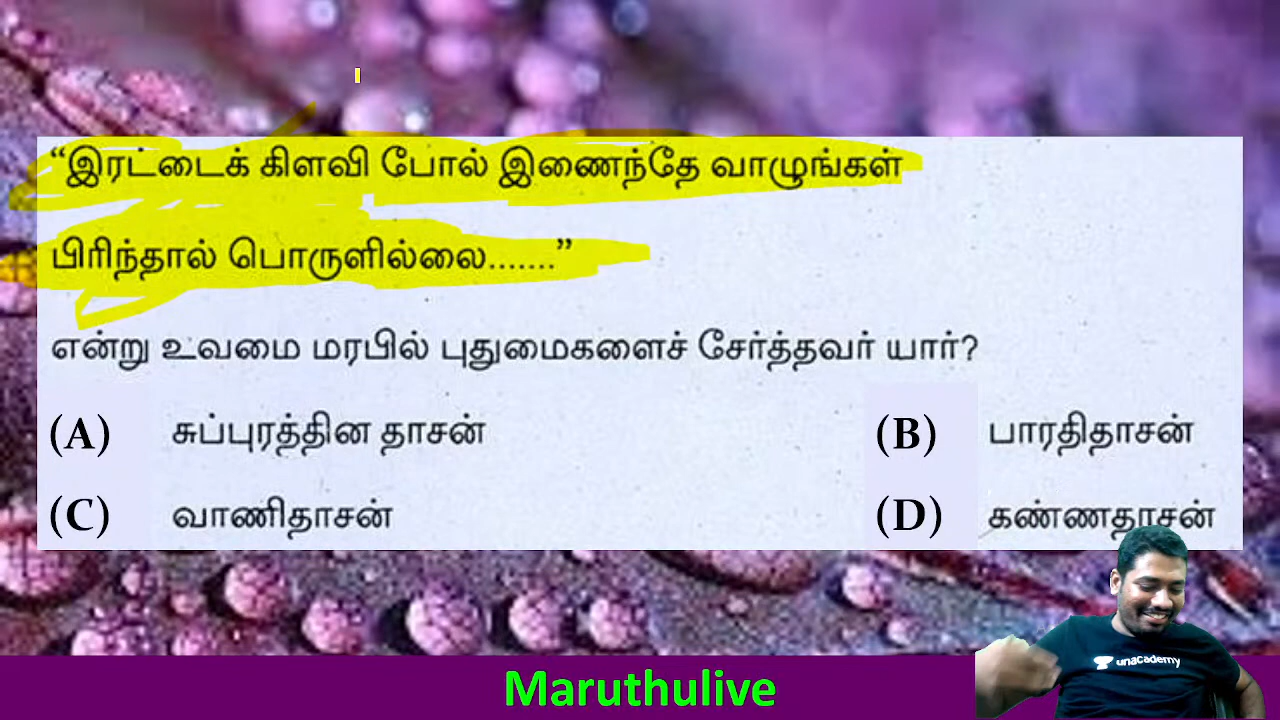 “இரட்டைக் கிளவி போல் இணைந்தே வாழுங்கள்
பிரிந்தால் பொருளில்லை.......”
என்று உவமை மரபில் புதுமைகளைச் சேர்த்தவர் யார்?
(A) சுப்புரத்தின தாசன் (B) பாரதிதாசன்
(C) வாணிதாசன் (D) கண்ணதாசன்
unacademy
Maruthulive